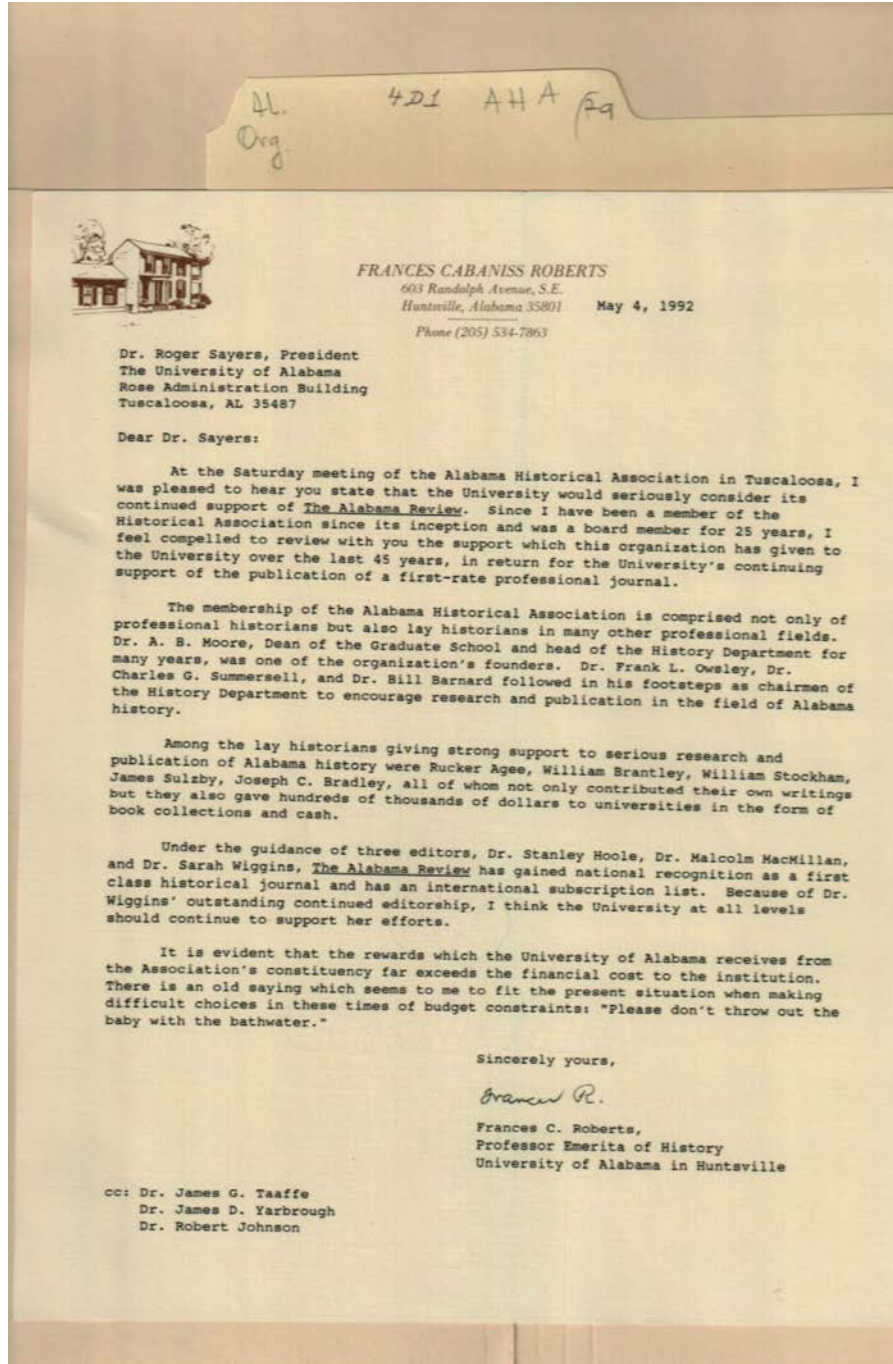 AL. 4D1 AHA
Org.
FRANCES CABANISS ROBERTS
603 Randolph Avenue, S.E.
Huntsville, Alabama 35801 May 4, 1992
Phone (205) 534-7863
Dr. Roger Sayers, President
The University of Alabama
Rose Administration Building
Tuscaloosa, AL 35487
Dear Dr. Sayers:
At the Saturday meeting of the Alabama Historical Association in Tuscaloosa, I
was pleased to hear you state that the University would seriously consider its
continued support of The Alabama Review. Since I have been a member of the
Historical Association since its inception and was a board member for 25 years, I
feel compelled to review with you the support which this organization has given to
the University over the last 45 years, in return for the University's continuing
support of the publication of a first-rate professional journal.
The membership of the Alabama Historical Association is comprised not only of
professional historians but also lay historians in many other professional fields.
Dr. A. B. Moore, Dean of the Graduate School and head of the History Department for
many years, was one of the organization's founders. Dr. Frank L. Owsley, Dr.
Charles G. Summersell, and Dr. Bill Barnard followed in his footsteps as chairmen of
the History Department to encourage research and publication in the field of Alabama
history.
Among the lay historians giving strong support to serious research and
publication of Alabama history were Rucker Agee, William Brantley, William Stockham,
James Sulzby, Joseph C. Bradley, all of whom not only contributed their own writings
but they also gave hundreds of thousands of dollars to universities in the form of
book collections and cash.
Under the guidance of three editors, Dr. Stanley Hoole, Dr. Malcolm MacMillan,
and Dr. Sarah Wiggins, The Alabama Review has gained national recognition as a first
class historical journal and has an international subscription list. Because of Dr.
Wiggins' outstanding continued editorship, I think the University at all levels
should continue to support her efforts.
It is evident that the rewards which the University of Alabama receives from
the Association's constituency far exceeds the financial cost to the institution.
There is an old saying which seems to me to fit the present situation when making
difficult choices in these times of budget constraints: "Please don't throw out the
baby with the bathwater."
Sincerely yours,
Frances R.
Frances C. Roberts,
Professor Emerita of History
University of Alabama in Huntsville
cc: Dr. James G. Taaffe
Dr. James D. Yarbrough
Dr. Robert Johnson